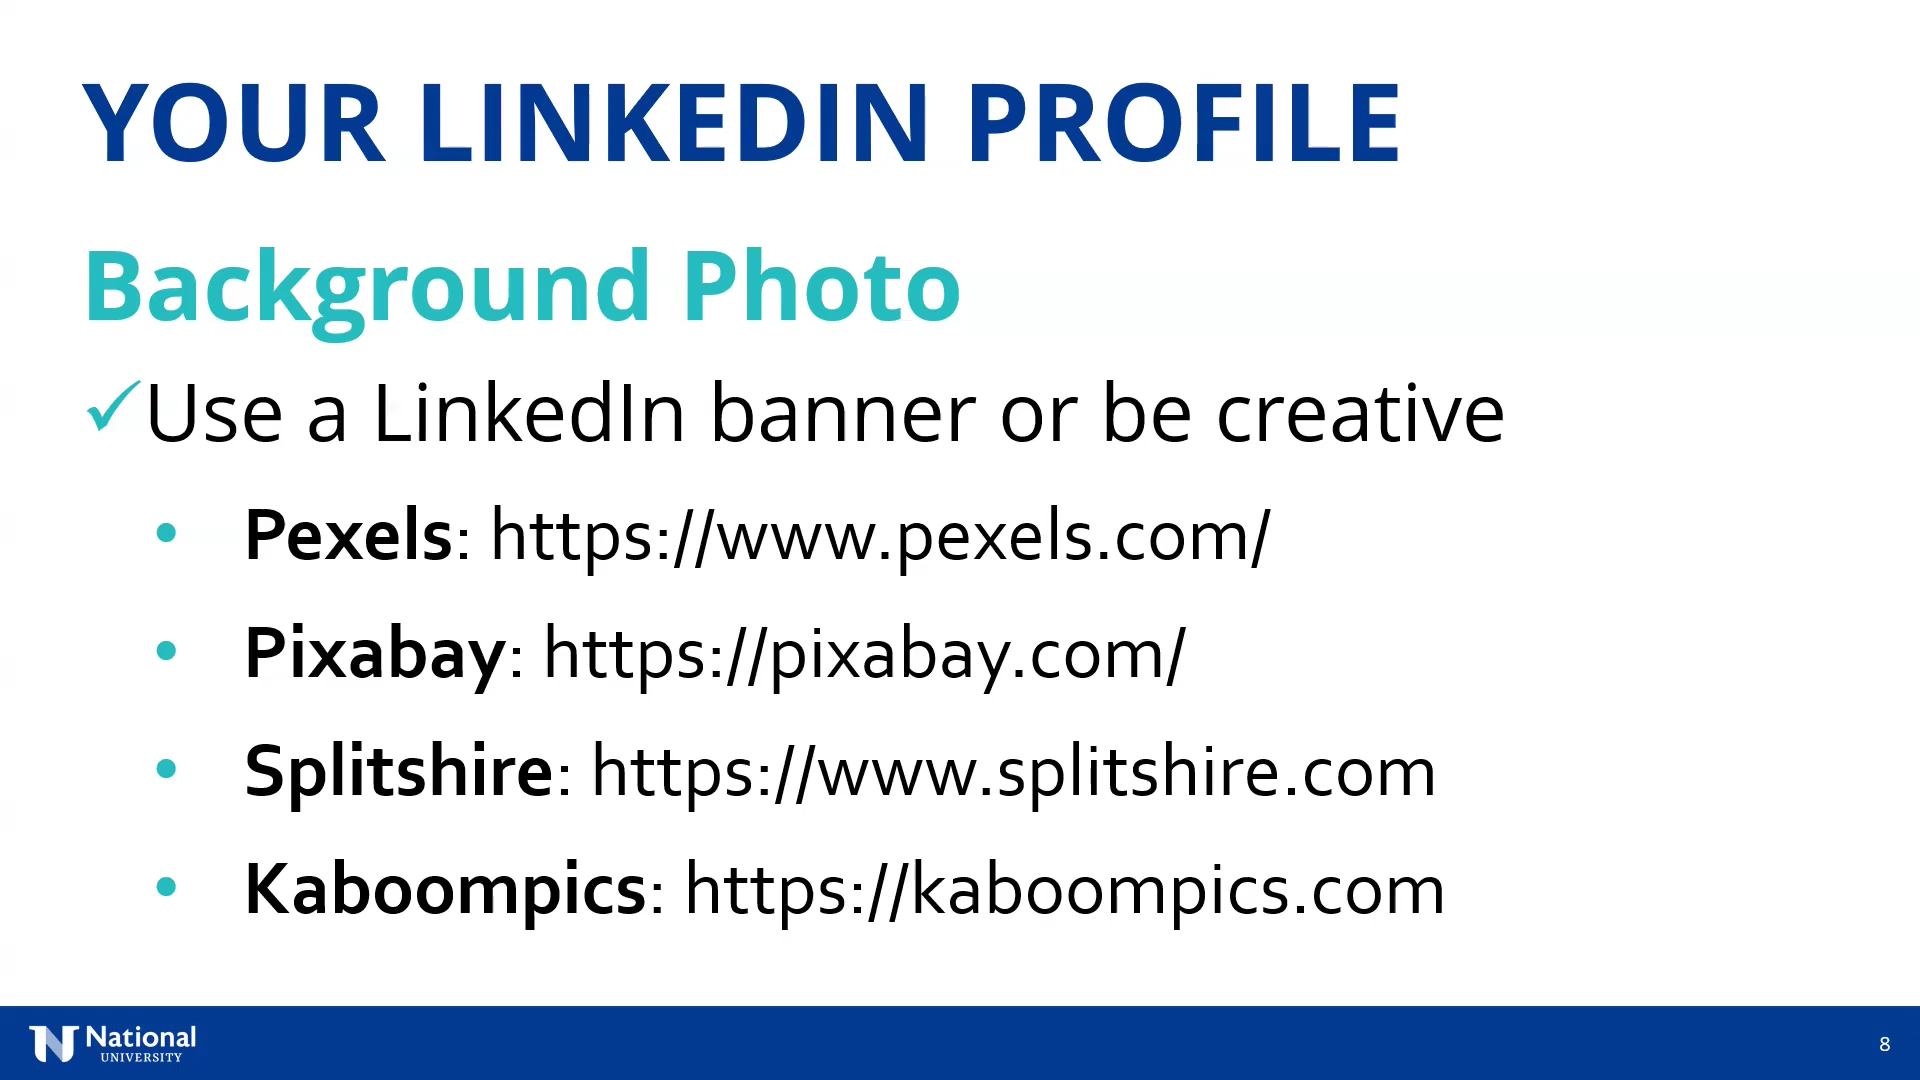 YOUR LINKEDIN PROFILE
Background Photo
✓Use a LinkedIn banner or be creative
• Pexels: https://www.pexels.com/
• Pixabay: https://pixabay.com/
• Splitshire: https://www.splitshire.com
• Kaboompics: https://kaboompics.com
National
UNIVERSITY
8